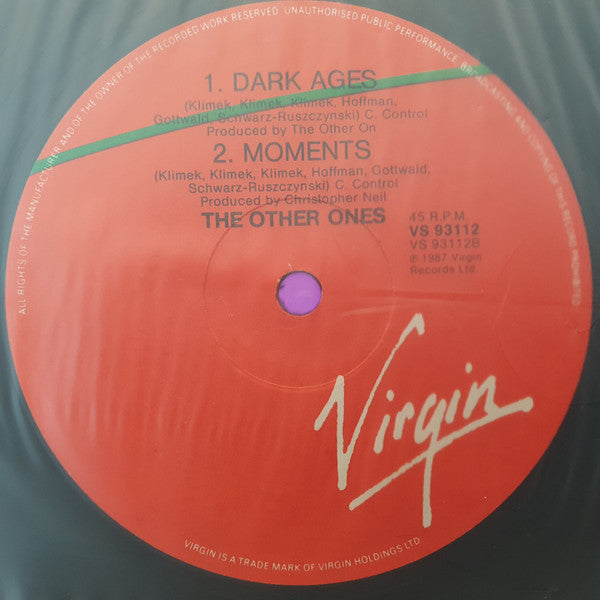 ALL RIGHTS OF THE MANUFACTURER AND OF THE OWNER OF THE RECORDED WORK RESERVED UNAUTHORISED PUBLIC PERFORMANCE, BROADCASTING AND COPYING OF THIS RECORD PROHIBITED
1. DARK AGES
(Klimek, Klimek, Klimek, Hoffman,
Gottwald, Schwarz-Ruszczynski) C. Control
Produced by The Other On
2. MOMENTS
(Klimek, Klimek, Klimek, Hoffman, Gottwald,
Schwarz-Ruszczynski) C. Control
Produced by Christopher Neil
THE OTHER ONES
45 R.P.M.
VS 93112
VS 93112B
℗ 1987 Virgin
Records Ltd.
Virgin
VIRGIN IS A TRADE MARK OF VIRGIN HOLDINGS LTD